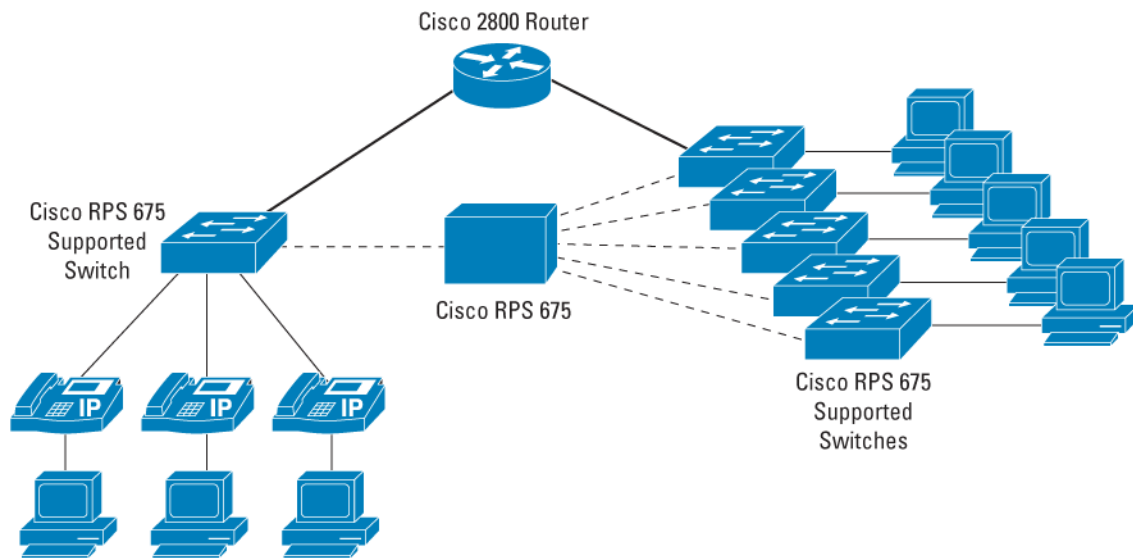 Cisco 2800 Router
Cisco RPS 675
Supported
Switch
Cisco RPS 675
Cisco RPS 675
Supported
Switches
IP
IP
IP